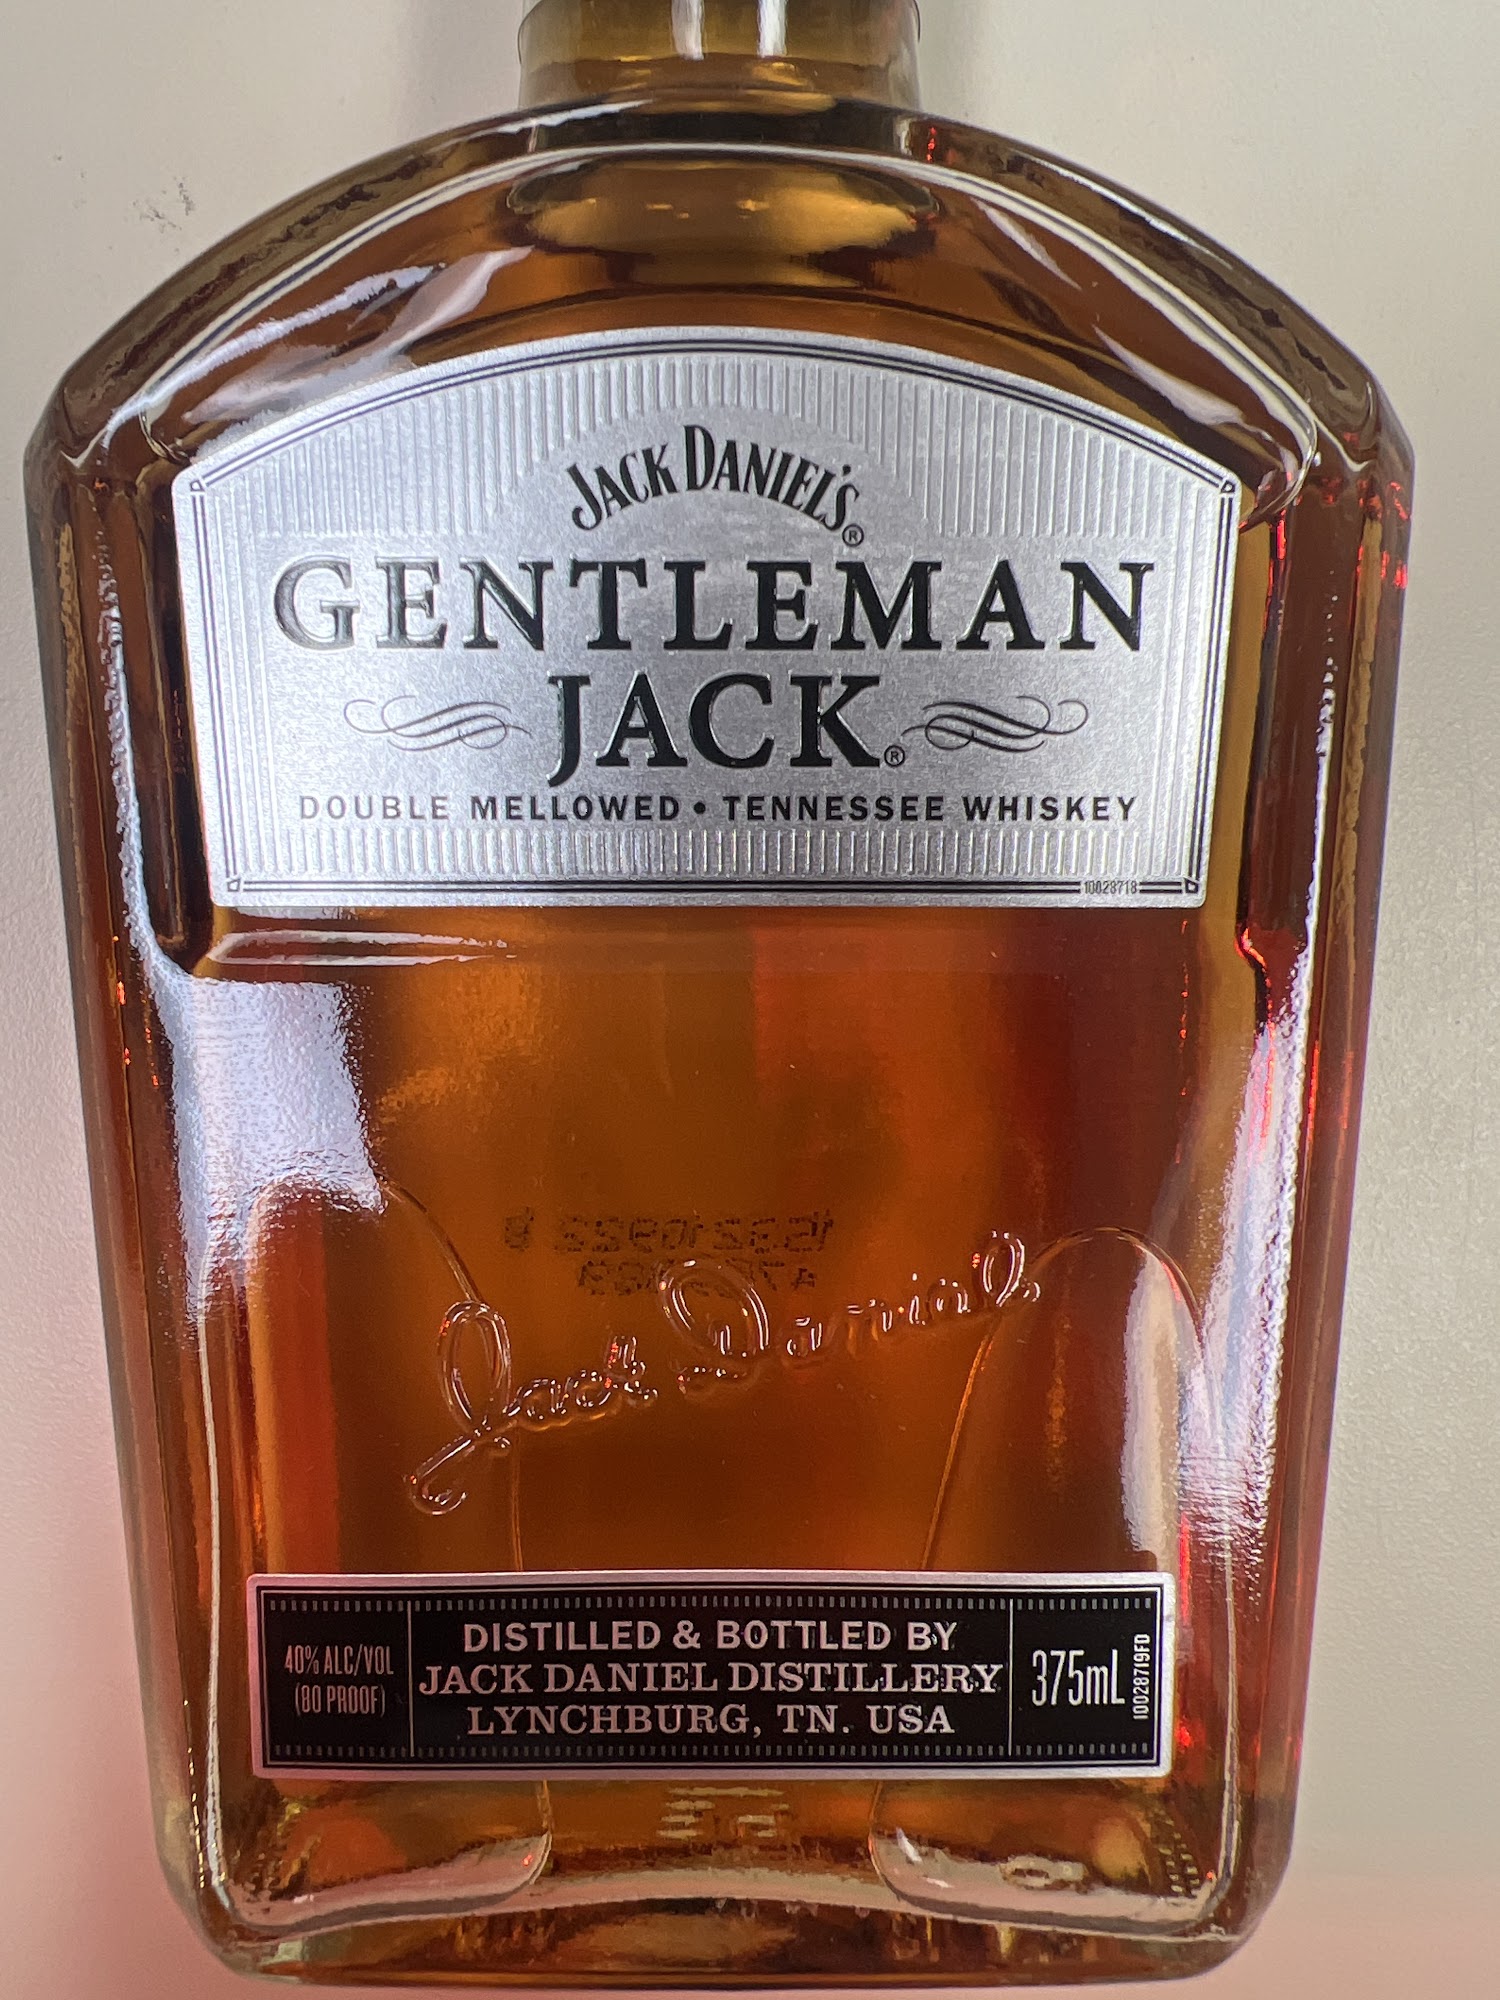 JACK DANIEL'S®
GENTLEMAN
JACK®
DOUBLE MELLOWED • TENNESSEE WHISKEY
10028718
Jack Daniel
40% ALC/VOL
(80 PROOF)
DISTILLED & BOTTLED BY
JACK DANIEL DISTILLERY
LYNCHBURG, TN. USA
375mL
10028719FD